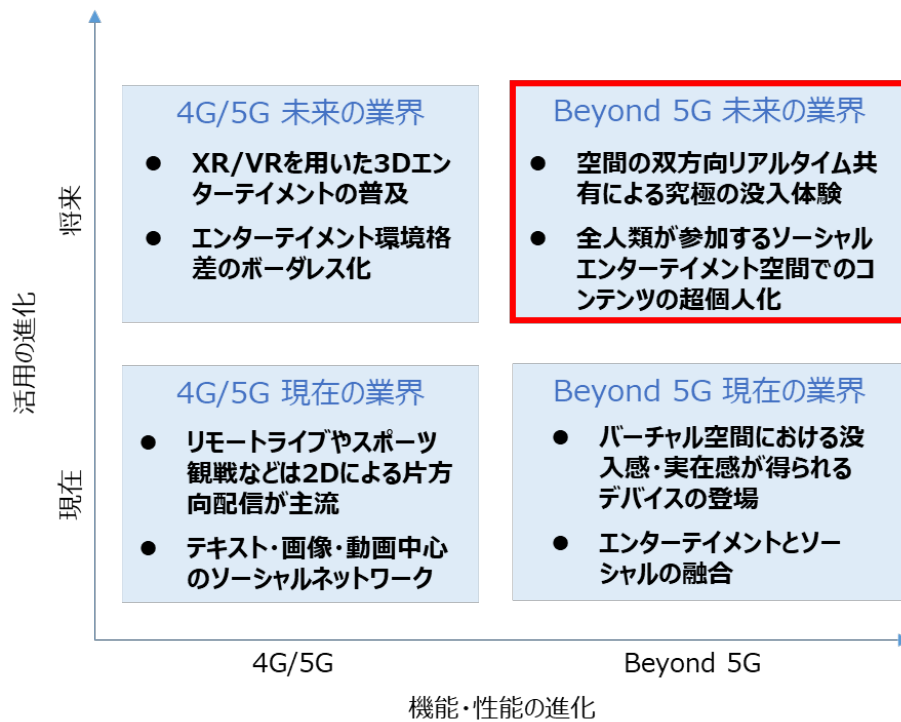 4G/5G 未来の業界
● XR/VRを用いた3Dエン
ターテイメントの普及
● エンターテイメント環境格
差のボーダレス化
Beyond 5G 未来の業界
● 空間の双方向リアルタイム共
有による究極の没入体験
● 全人類が参加するソーシャル
エンターテイメント空間でのコ
ンテンツの超個人化
4G/5G 現在の業界
● リモートライブやスポーツ
観戦などは2Dによる片方
向配信が主流
● テキスト・画像・動画中心
のソーシャルネットワーク
Beyond 5G 現在の業界
● バーチャル空間における没
入感・実在感が得られる
デバイスの登場
● エンターテイメントとソー
シャルの融合
将来
活用の進化
現在
4G/5G
Beyond 5G
機能・性能の進化